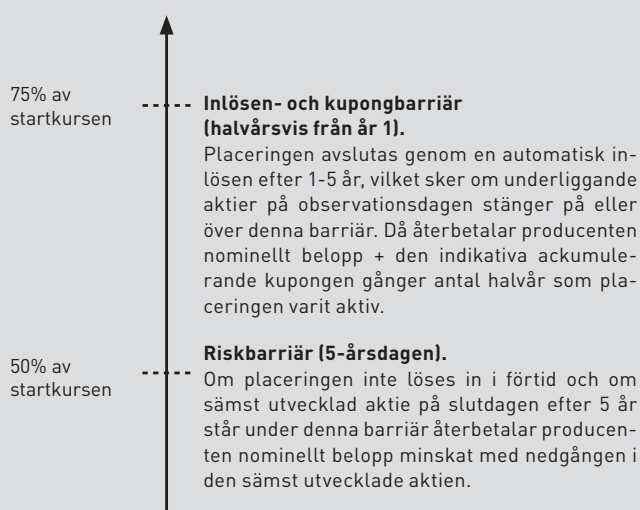 75% av
startkursen
Inlösen- och kupongbarriär
(halvårsvis från år 1).
Placeringen avslutas genom en automatisk in-
lösen efter 1-5 år, vilket sker om underliggande
aktier på observationsdagen stänger på eller
över denna barriär. Då återbetalar producenten
nominellt belopp + den indikativa ackumule-
rande kupongen gånger antal halvår som pla-
ceringen varit aktiv.
50% av
startkursen
Riskbarriär (5-årsdagen).
Om placeringen inte löses in i förtid och om
sämst utvecklad aktie på slutdagen efter 5 år
står under denna barriär återbetalar producen-
ten nominellt belopp minskat med nedgången i
den sämst utvecklade aktien.